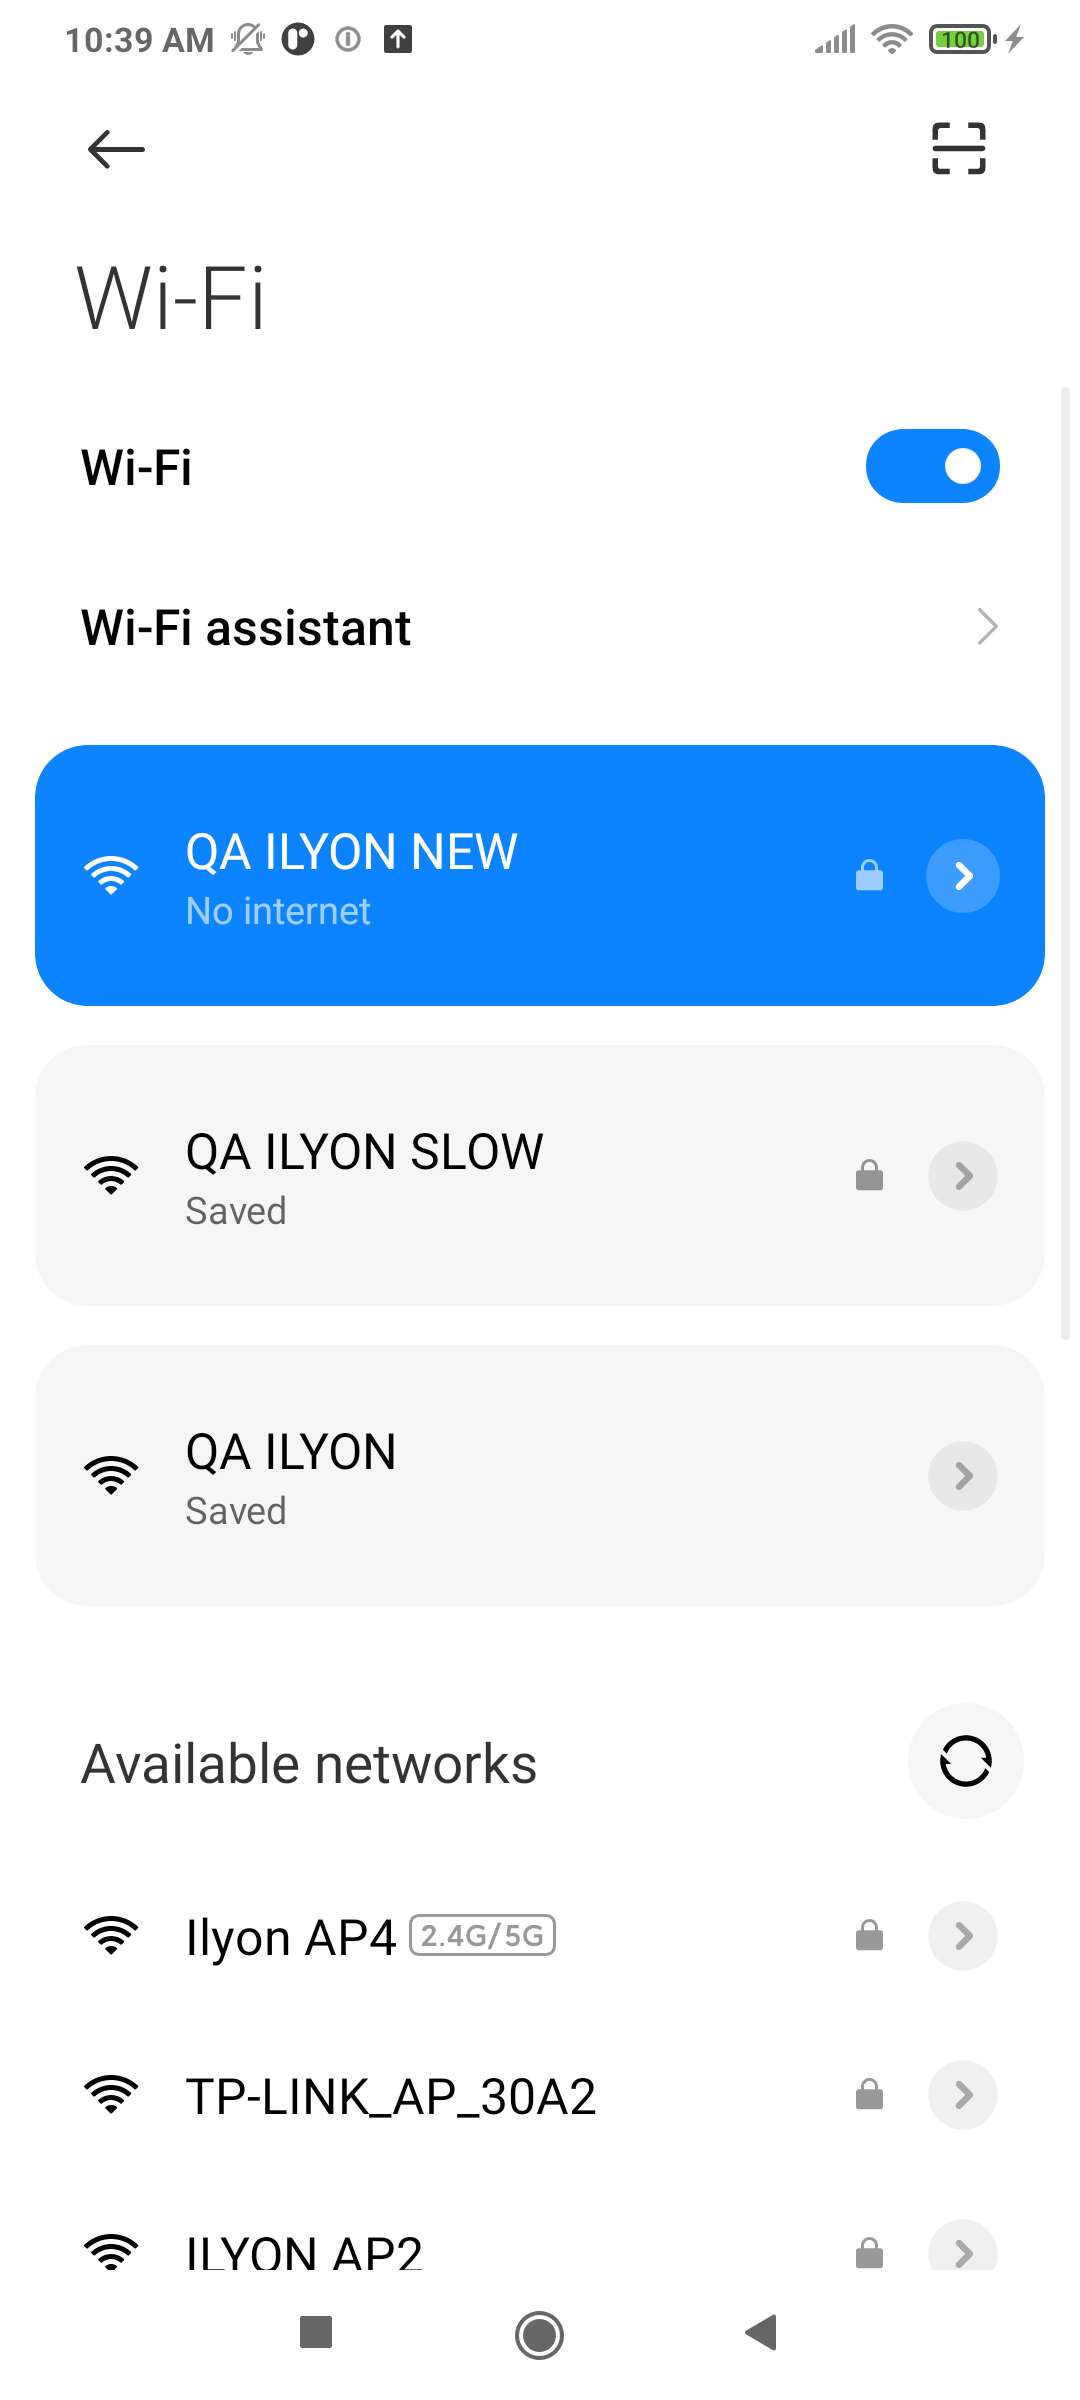 10:39 AM
100
Wi-Fi
Wi-Fi
Wi-Fi assistant
QA ILYON NEW
No internet
QA ILYON SLOW
Saved
QA ILYON
Saved
Available networks
Ilyon AP4 2.4G/5G
TP-LINK_AP_30A2
ILYON AP2